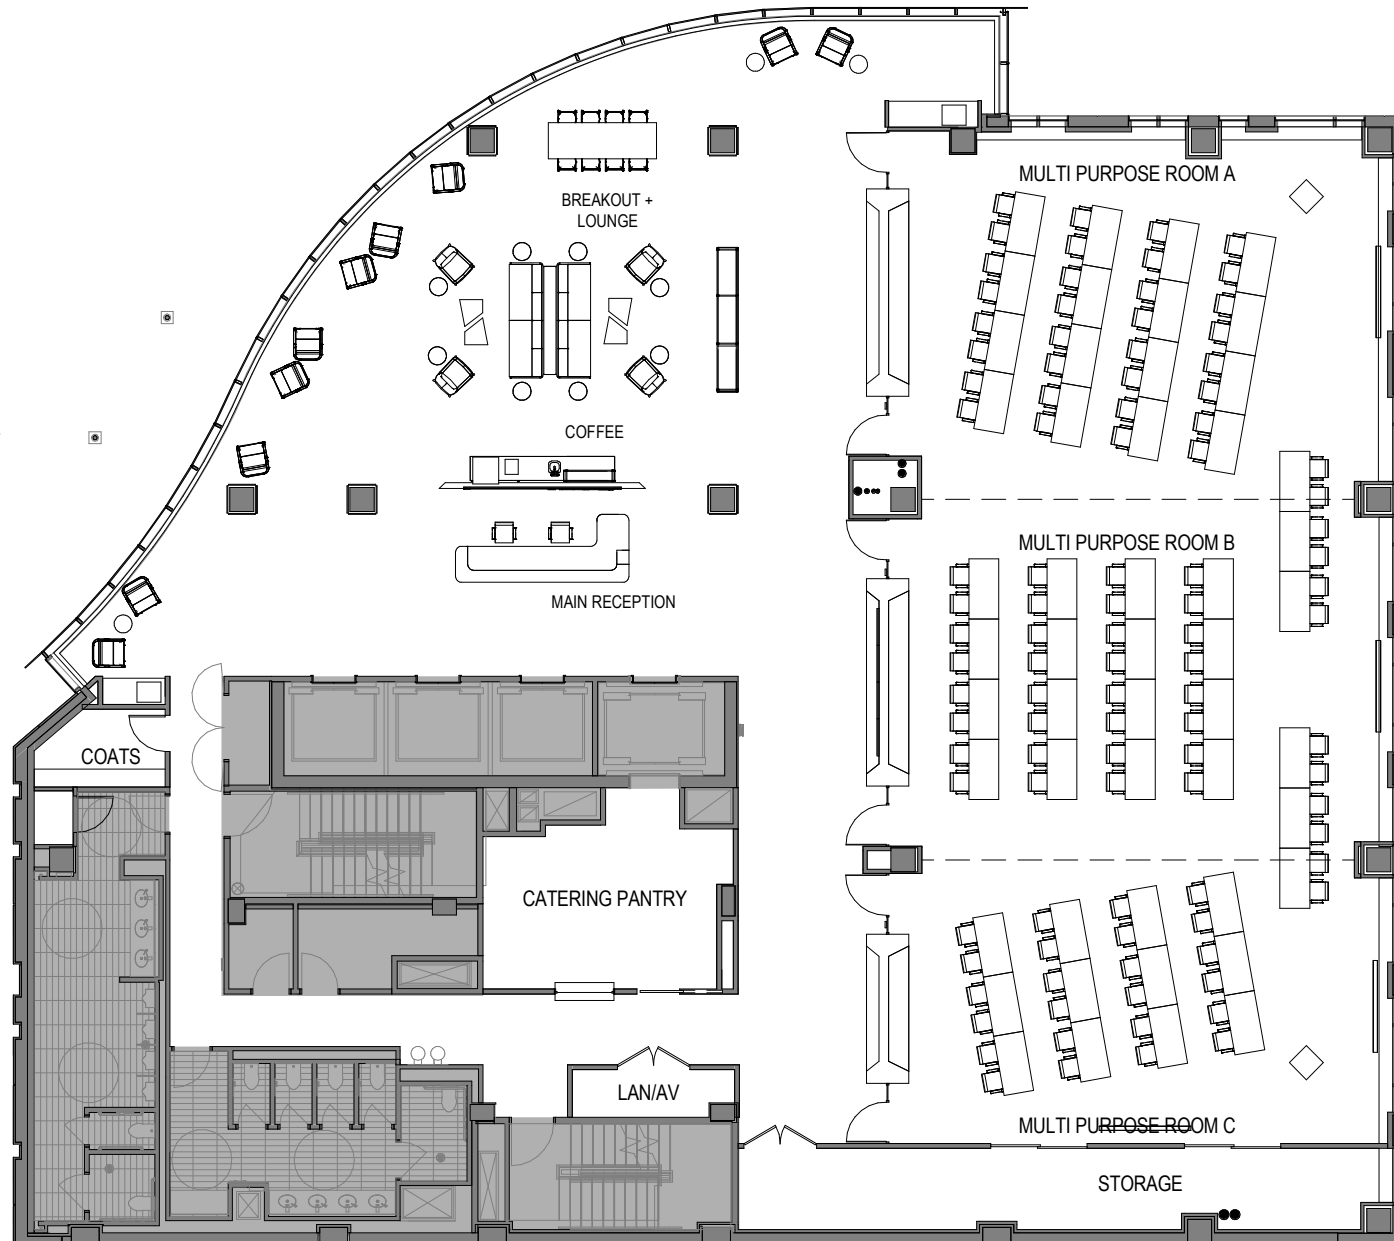 MULTI PURPOSE ROOM A
BREAKOUT +
LOUNGE
COFFEE
MULTI PURPOSE ROOM B
MAIN RECEPTION
COATS
CATERING PANTRY
LAN/AV
MULTI PURPOSE ROOM C
STORAGE